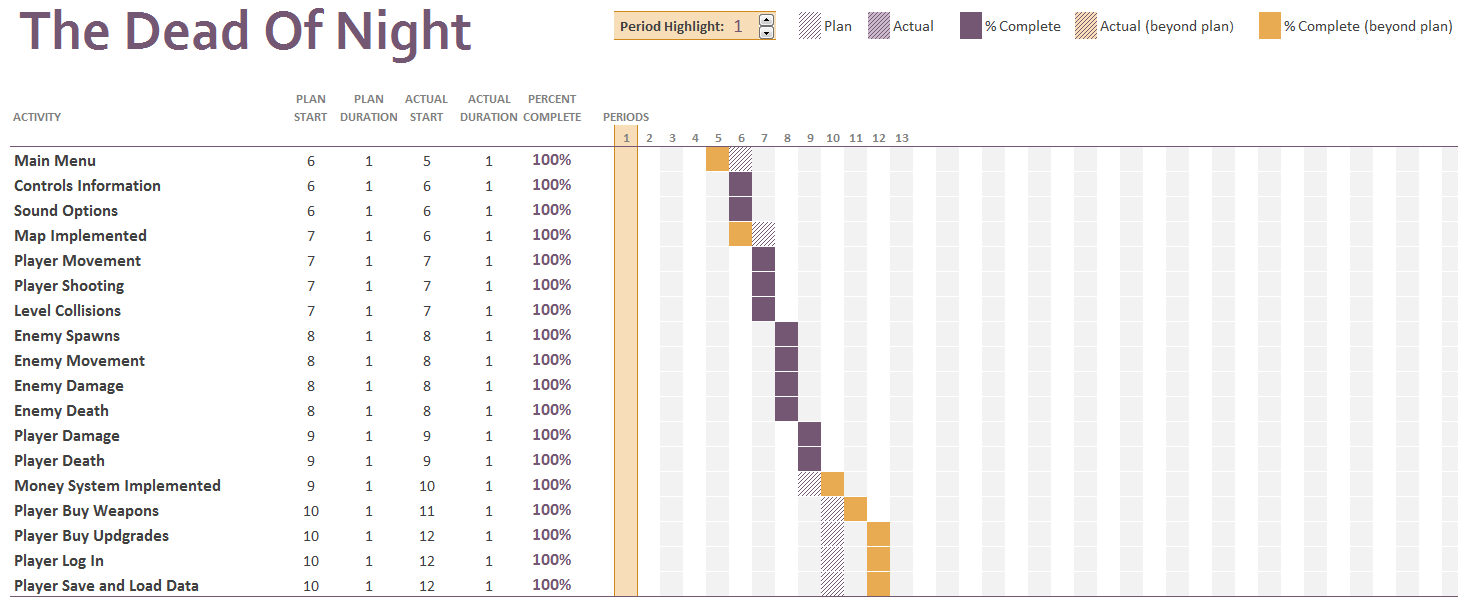 The Dead Of Night
Period Highlight: 1 Plan Actual % Complete Actual (beyond plan) % Complete (beyond plan)
PLAN PLAN ACTUAL ACTUAL PERCENT
ACTIVITY START DURATION START DURATION COMPLETE PERIODS
1 2 3 4 5 6 7 8 9 10 11 12 13
Main Menu 6 1 5 1 100%
Controls Information 6 1 6 1 100%
Sound Options 6 1 6 1 100%
Map Implemented 7 1 6 1 100%
Player Movement 7 1 7 1 100%
Player Shooting 7 1 7 1 100%
Level Collisions 7 1 7 1 100%
Enemy Spawns 8 1 8 1 100%
Enemy Movement 8 1 8 1 100%
Enemy Damage 8 1 8 1 100%
Enemy Death 8 1 8 1 100%
Player Damage 9 1 9 1 100%
Player Death 9 1 9 1 100%
Money System Implemented 9 1 10 1 100%
Player Buy Weapons 10 1 11 1 100%
Player Buy Updgrades 10 1 12 1 100%
Player Log In 10 1 12 1 100%
Player Save and Load Data 10 1 12 1 100%